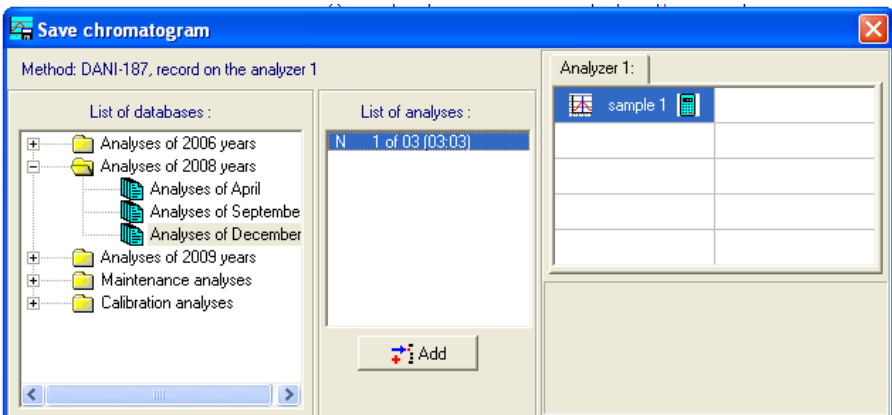 Save chromatogram
Method: DANI-187, record on the analyzer 1
List of databases :
Analyses of 2006 years
Analyses of 2008 years
Analyses of April
Analyses of Septembe
Analyses of December
Analyses of 2009 years
Maintenance analyses
Calibration analyses
List of analyses :
N 1 of 03 (03:03)
Add
Analyzer 1:
sample 1